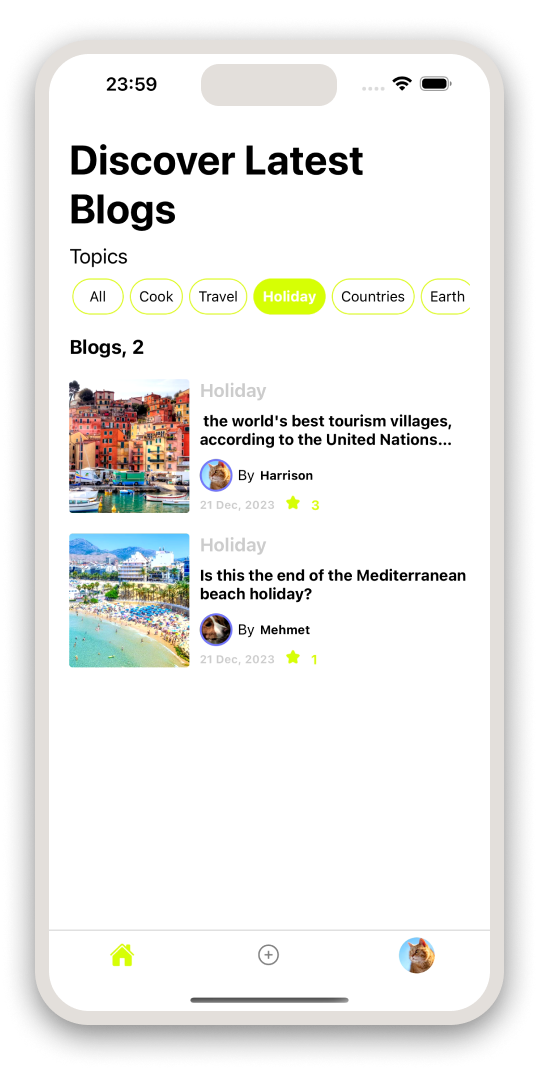 23:59
Discover Latest
Blogs
Topics
All Cook Travel Holiday Countries Earth
Blogs, 2
Holiday
the world's best tourism villages,
according to the United Nations...
By Harrison
21 Dec, 2023 3
Holiday
Is this the end of the Mediterranean
beach holiday?
By Mehmet
21 Dec, 2023 1